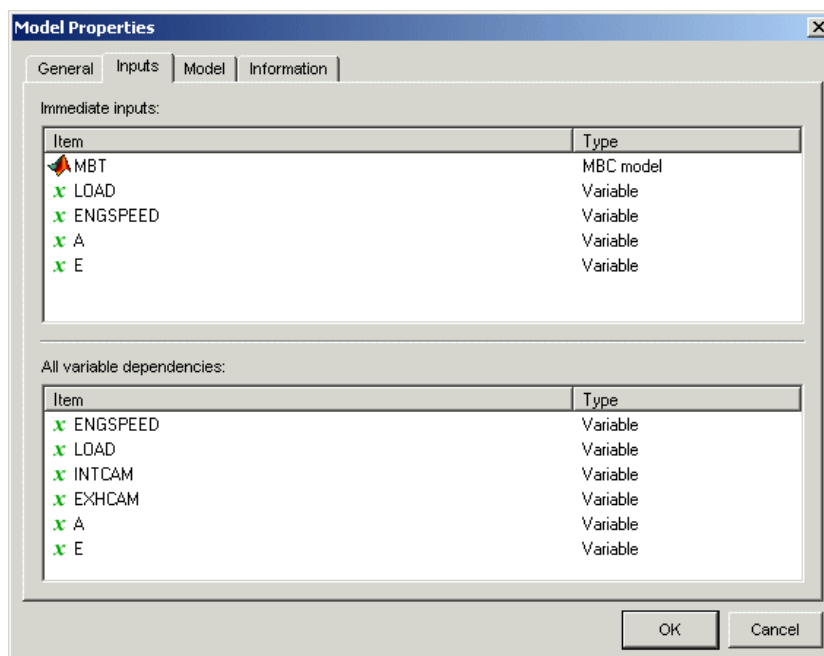 Model Properties
General Inputs Model Information
Immediate inputs:
Item Type
MBT MBC model
x LOAD Variable
x ENGSPEED Variable
x A Variable
x E Variable
All variable dependencies:
Item Type
x ENGSPEED Variable
x LOAD Variable
x INTCAM Variable
x EXHCAM Variable
x A Variable
x E Variable
OK Cancel